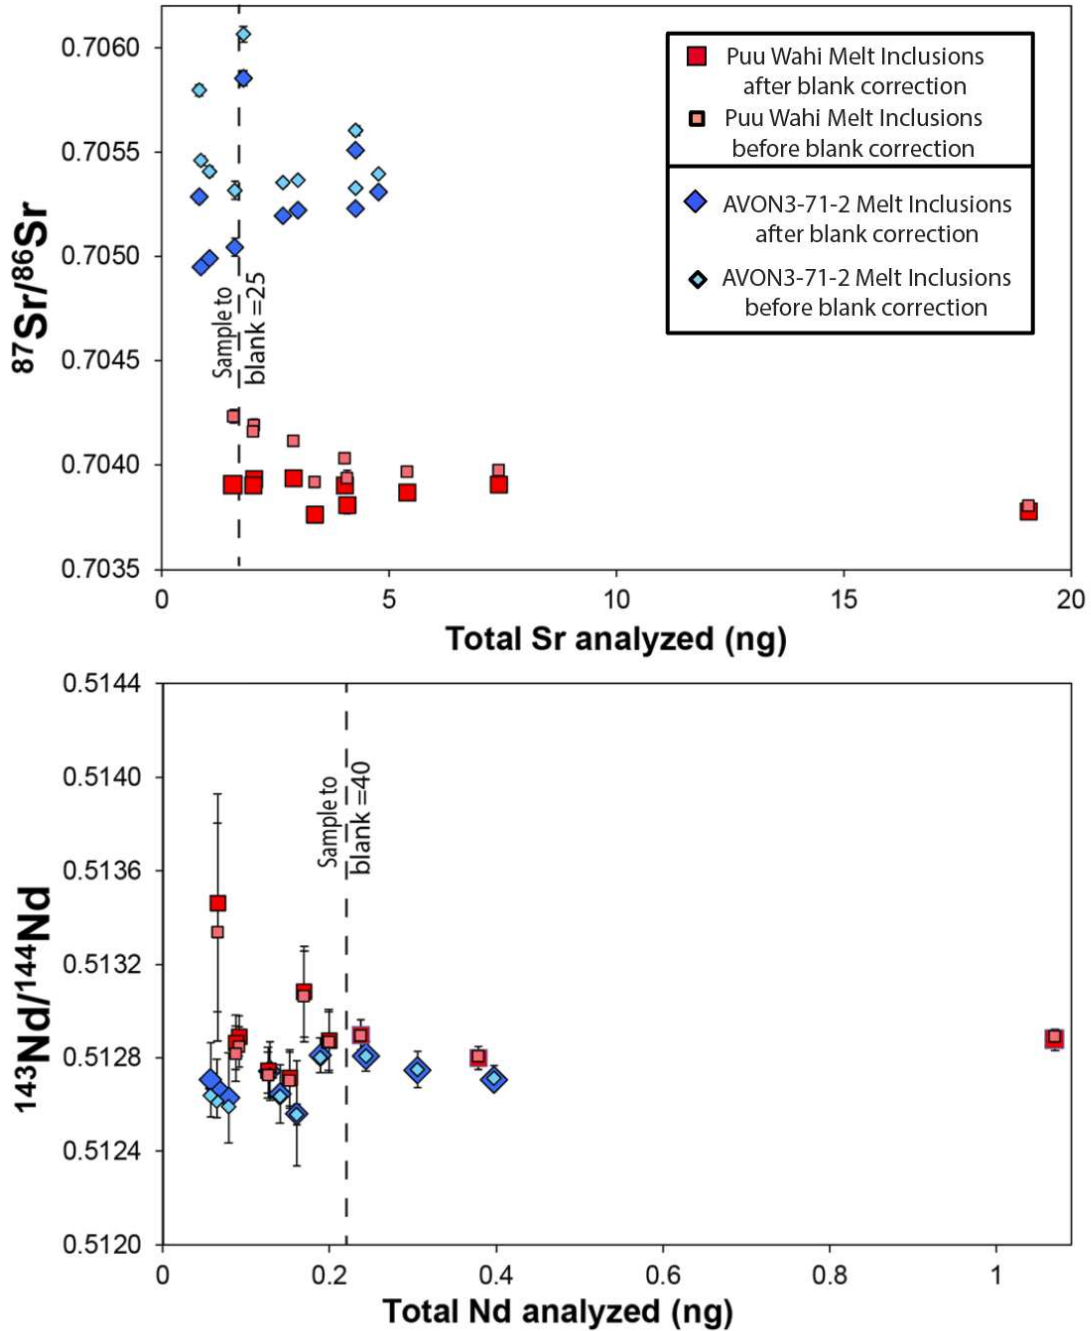 0.7060
0.7055
0.7050
0.7045
0.7040
0.7035
87Sr/86Sr
Puu Wahi Melt Inclusions
after blank correction
Puu Wahi Melt Inclusions
before blank correction
AVON3-71-2 Melt Inclusions
after blank correction
AVON3-71-2 Melt Inclusions
before blank correction
Sample to
blank =25
0 5 10 15 20
Total Sr analyzed (ng)
0.5144
0.5140
0.5136
0.5132
0.5128
0.5124
0.5120
143Nd/144Nd
Sample to
blank =40
0 0.2 0.4 0.6 0.8 1
Total Nd analyzed (ng)